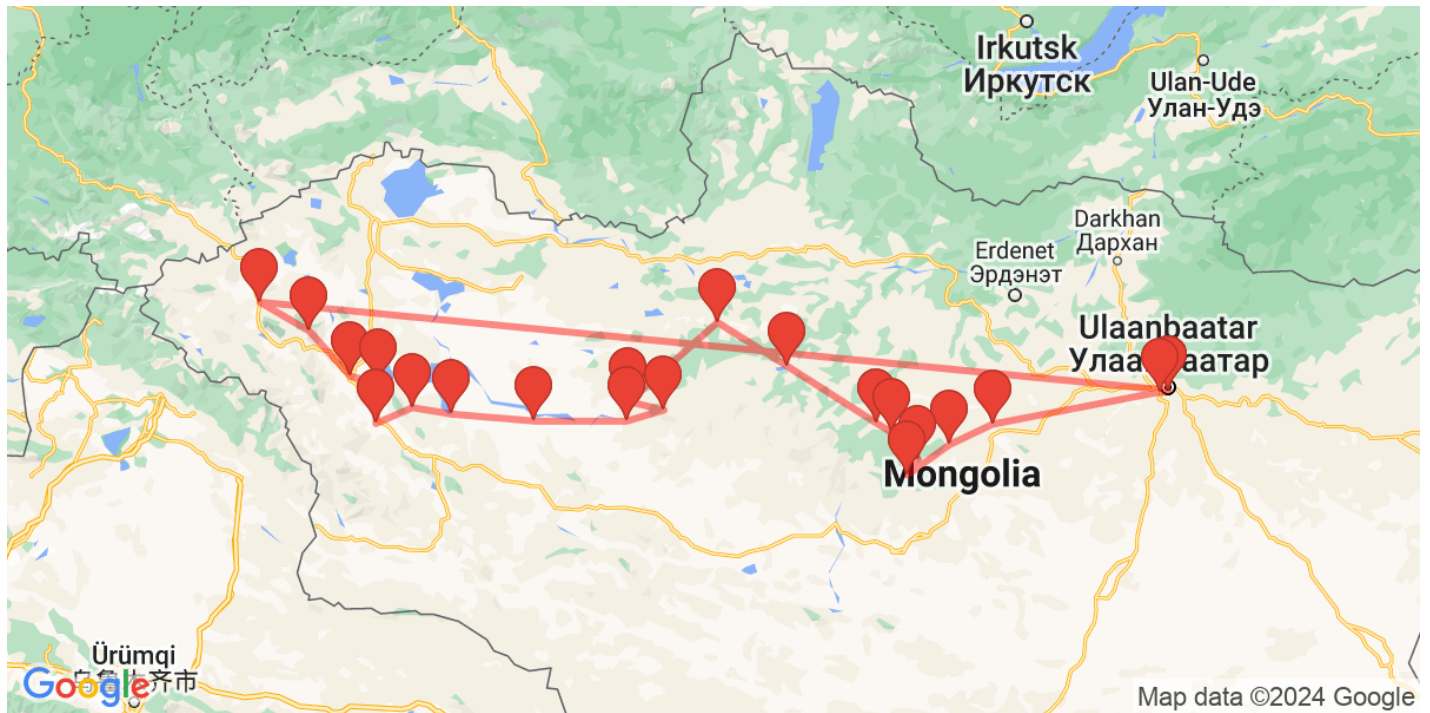 Irkutsk
Иркутск
Ulan-Ude
Улан-Удэ
Darkhan
Дархан
Erdenet
Эрдэнэт
Ulaanbaatar
Mongolia
Ürümqi
Google
Map data ©2024 Google